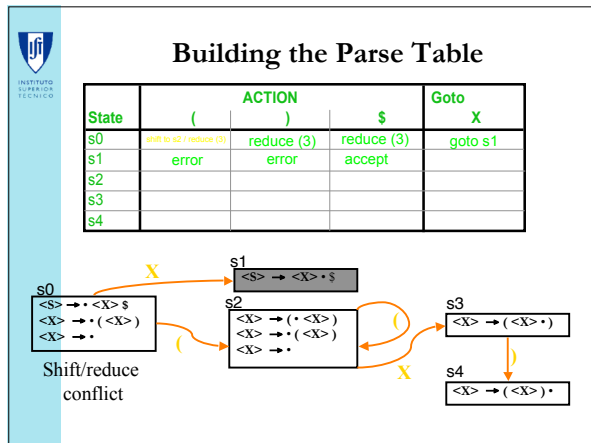 INSTITUTO
SUPERIOR
TÉCNICO
Building the Parse Table
ACTION Goto
State ( ) $ X
s0 shift to s2 / reduce (3) reduce (3) reduce (3) goto s1
s1 error error accept
s2
s3
s4
s0
<S> → • <X> $
<X> → • ( <X> )
<X> → •
Shift/reduce
conflict
X
s1
<S> → <X> • $
(
s2
<X> → ( • <X> )
<X> → • ( <X> )
<X> → •
(
X
s3
<X> → ( <X> • )
)
s4
<X> → ( <X> ) •